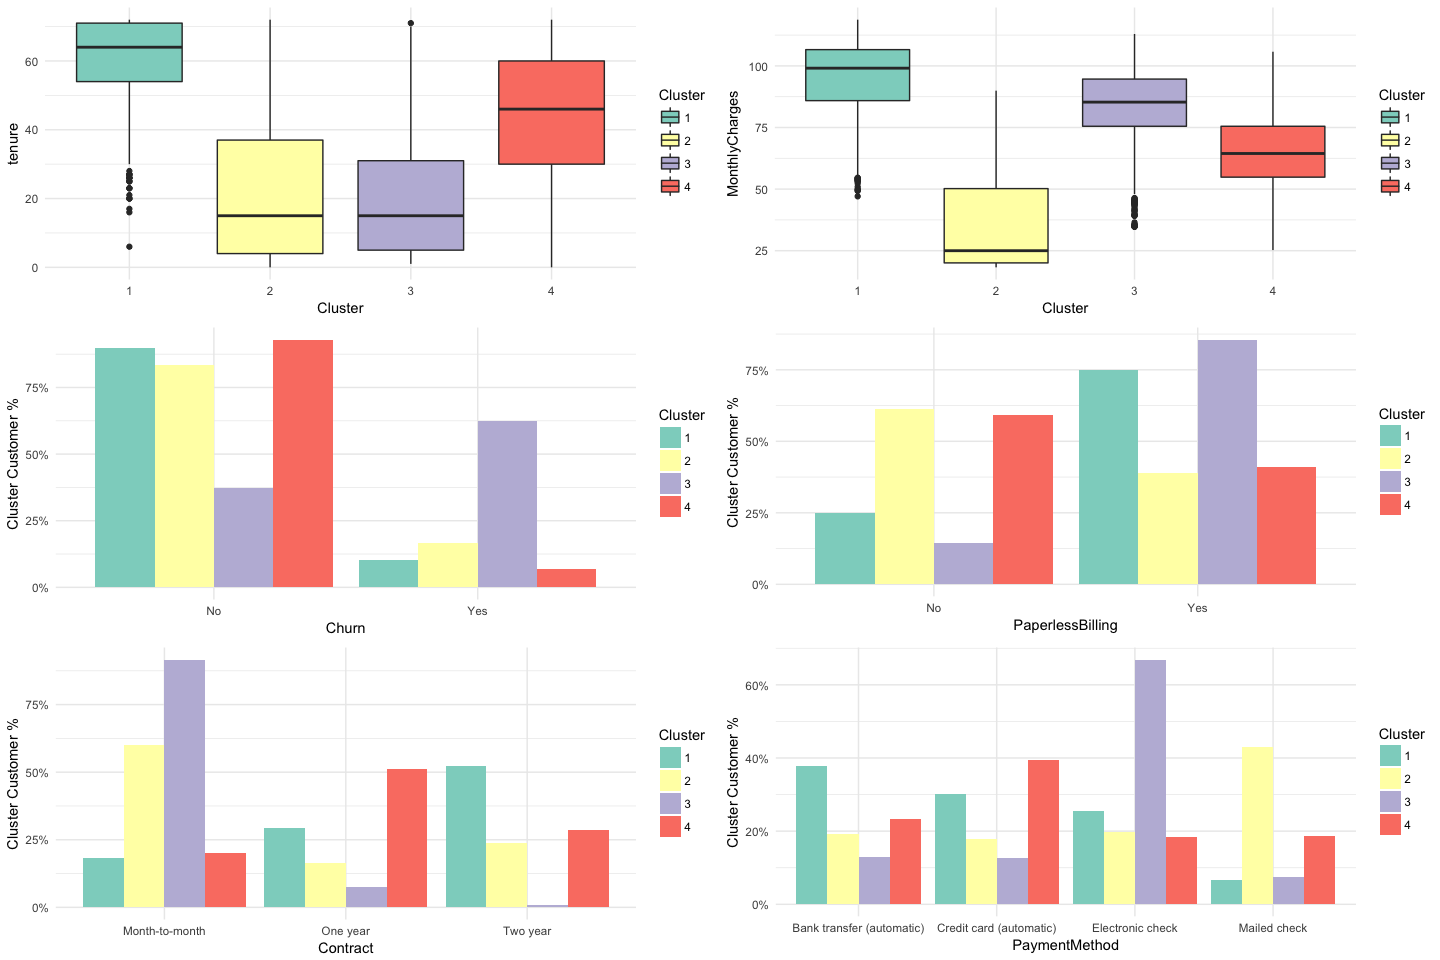 tenure
60
40
20
0
1
2
3
4
Cluster
Cluster
1
2
3
4
MonthlyCharges
100
75
50
25
1
2
3
4
Cluster
Cluster
1
2
3
4
Cluster Customer %
75%
50%
25%
0%
No
Yes
Churn
Cluster
1
2
3
4
Cluster Customer %
75%
50%
25%
0%
No
Yes
PaperlessBilling
Cluster
1
2
3
4
Cluster Customer %
75%
50%
25%
0%
Month-to-month
One year
Two year
Contract
Cluster
1
2
3
4
Cluster Customer %
60%
40%
20%
0%
Bank transfer (automatic)
Credit card (automatic)
Electronic check
Mailed check
PaymentMethod
Cluster
1
2
3
4